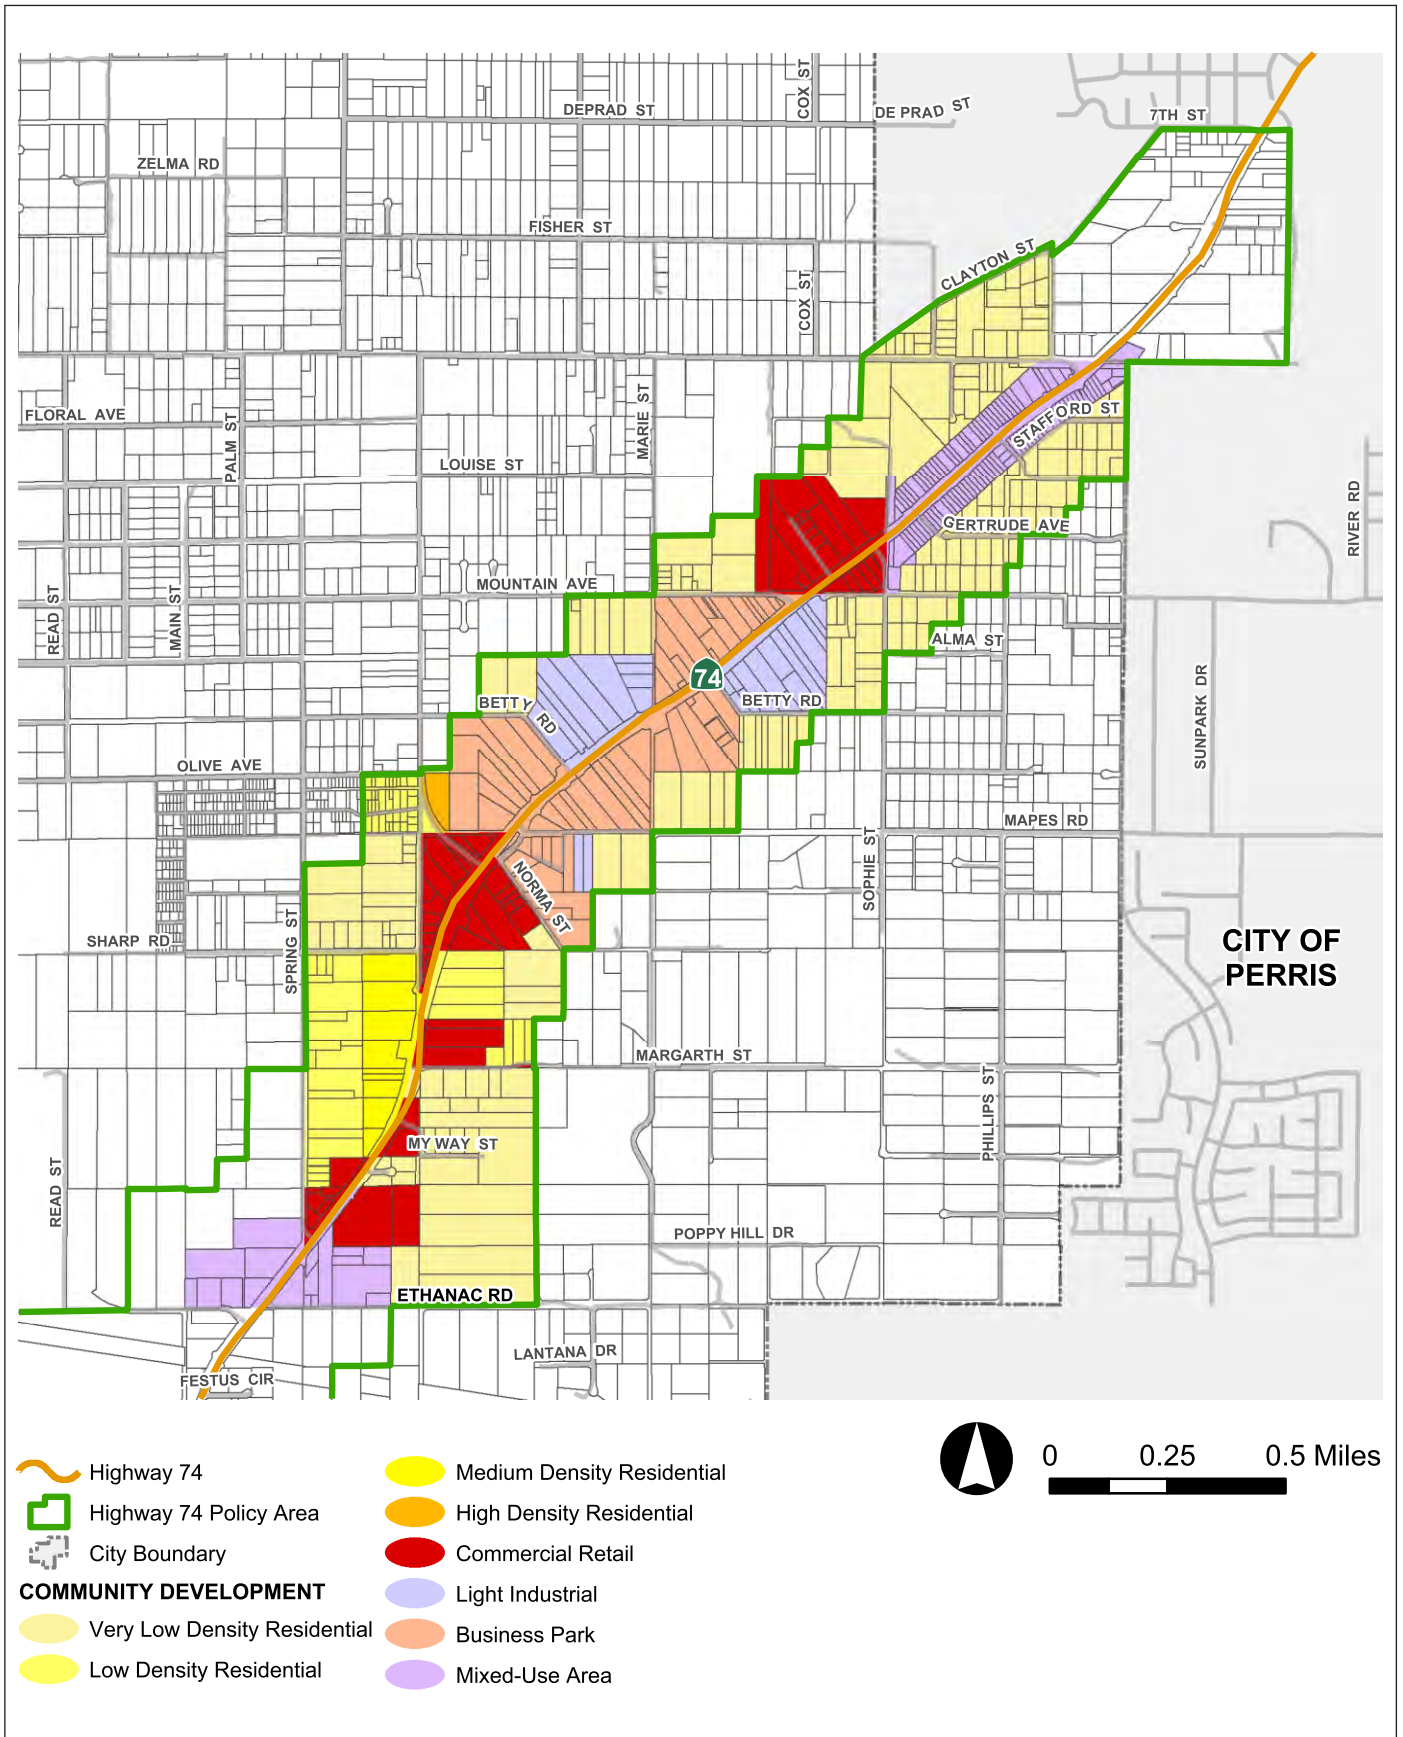 COX ST
DEPRAD ST
DE PRAD ST
7TH ST
ZELMA RD
FISHER ST
CLAYTON ST
COX ST
FLORAL AVE
PALM ST
MARIE ST
STAFFORD ST
LOUISE ST
RIVER RD
GERTRUDE AVE
MOUNTAIN AVE
READ ST
MAIN ST
ALMA ST
74
BETTY RD
BETTY RD
SUNPARK DR
OLIVE AVE
MAPES RD
SOPHIE ST
NORMA ST
SHARP RD
SPRING ST
CITY OF
PERRIS
MARGARTH ST
PHILLIPS ST
MY WAY ST
READ ST
POPPY HILL DR
ETHANAC RD
LANTANA DR
FESTUS CIR
Highway 74
Highway 74 Policy Area
City Boundary
COMMUNITY DEVELOPMENT
Very Low Density Residential
Low Density Residential
Medium Density Residential
High Density Residential
Commercial Retail
Light Industrial
Business Park
Mixed-Use Area
0 0.25 0.5 Miles